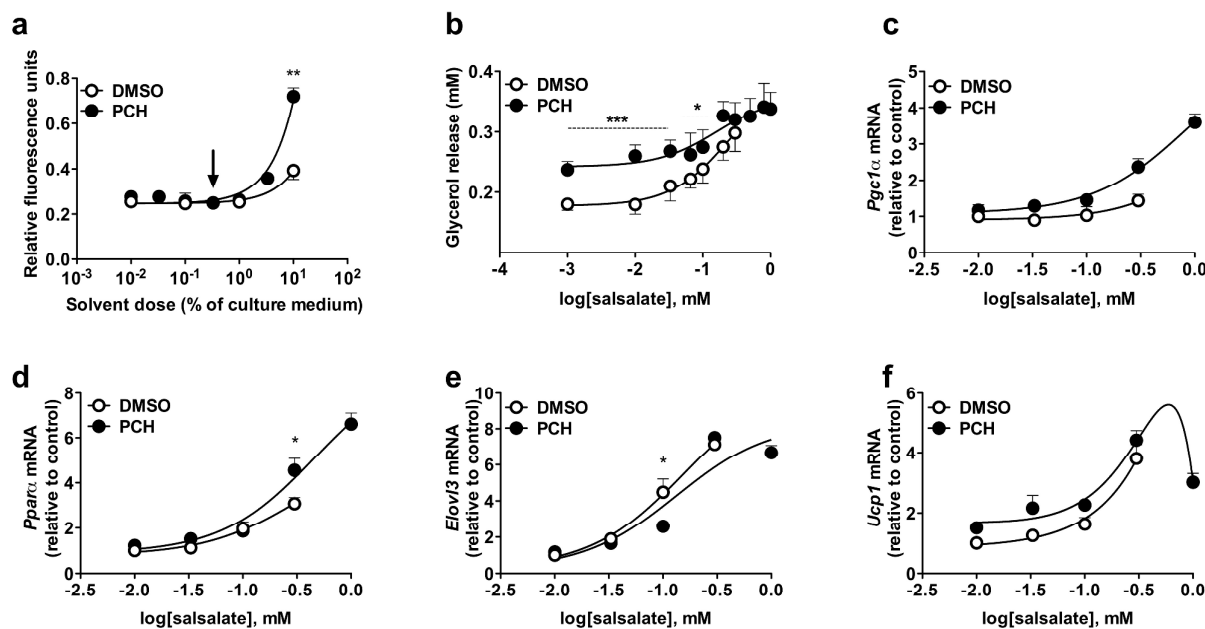 a
Relative fluorescence units
0.8
0.6
0.4
0.2
0.0
DMSO
PCH
**
10-3 10-2 10-1 100 101 102
Solvent dose (% of culture medium)
b
Glycerol release (mM)
0.4
0.3
0.2
DMSO
PCH
***
*
-4 -3 -2 -1 0
log[salsalate], mM
c
Pgc1α mRNA
(relative to control)
5
4
3
2
1
0
DMSO
PCH
-2.5 -2.0 -1.5 -1.0 -0.5 0.0
log[salsalate], mM
d
Pparα mRNA
(relative to control)
8
6
4
2
0
DMSO
PCH
*
-2.5 -2.0 -1.5 -1.0 -0.5 0.0
log[salsalate], mM
e
Elovl3 mRNA
(relative to control)
10
8
6
4
2
0
DMSO
PCH
*
-2.5 -2.0 -1.5 -1.0 -0.5 0.0
log[salsalate], mM
f
Ucp1 mRNA
(relative to control)
6
4
2
0
DMSO
PCH
-2.5 -2.0 -1.5 -1.0 -0.5 0.0
log[salsalate], mM